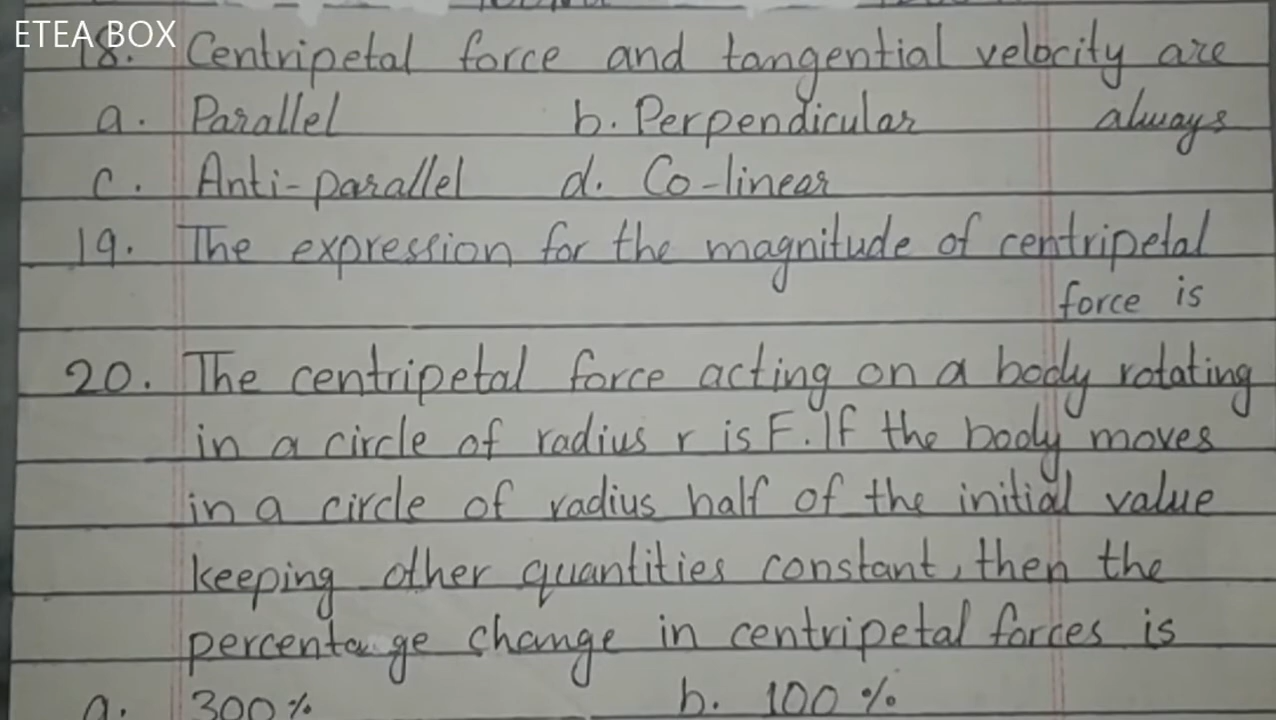 ETEA BOX
18. Centripetal force and tangential velocity are
a. Parallel b. Perpendicular always
c. Anti-parallel d. Co-linear
19. The expression for the magnitude of centripetal
force is
20. The centripetal force acting on a body rotating
in a circle of radius r is F. If the body moves
in a circle of radius half of the initial value
keeping other quantities constant, then the
percentage change in centripetal forces is
a. 300% b. 100%